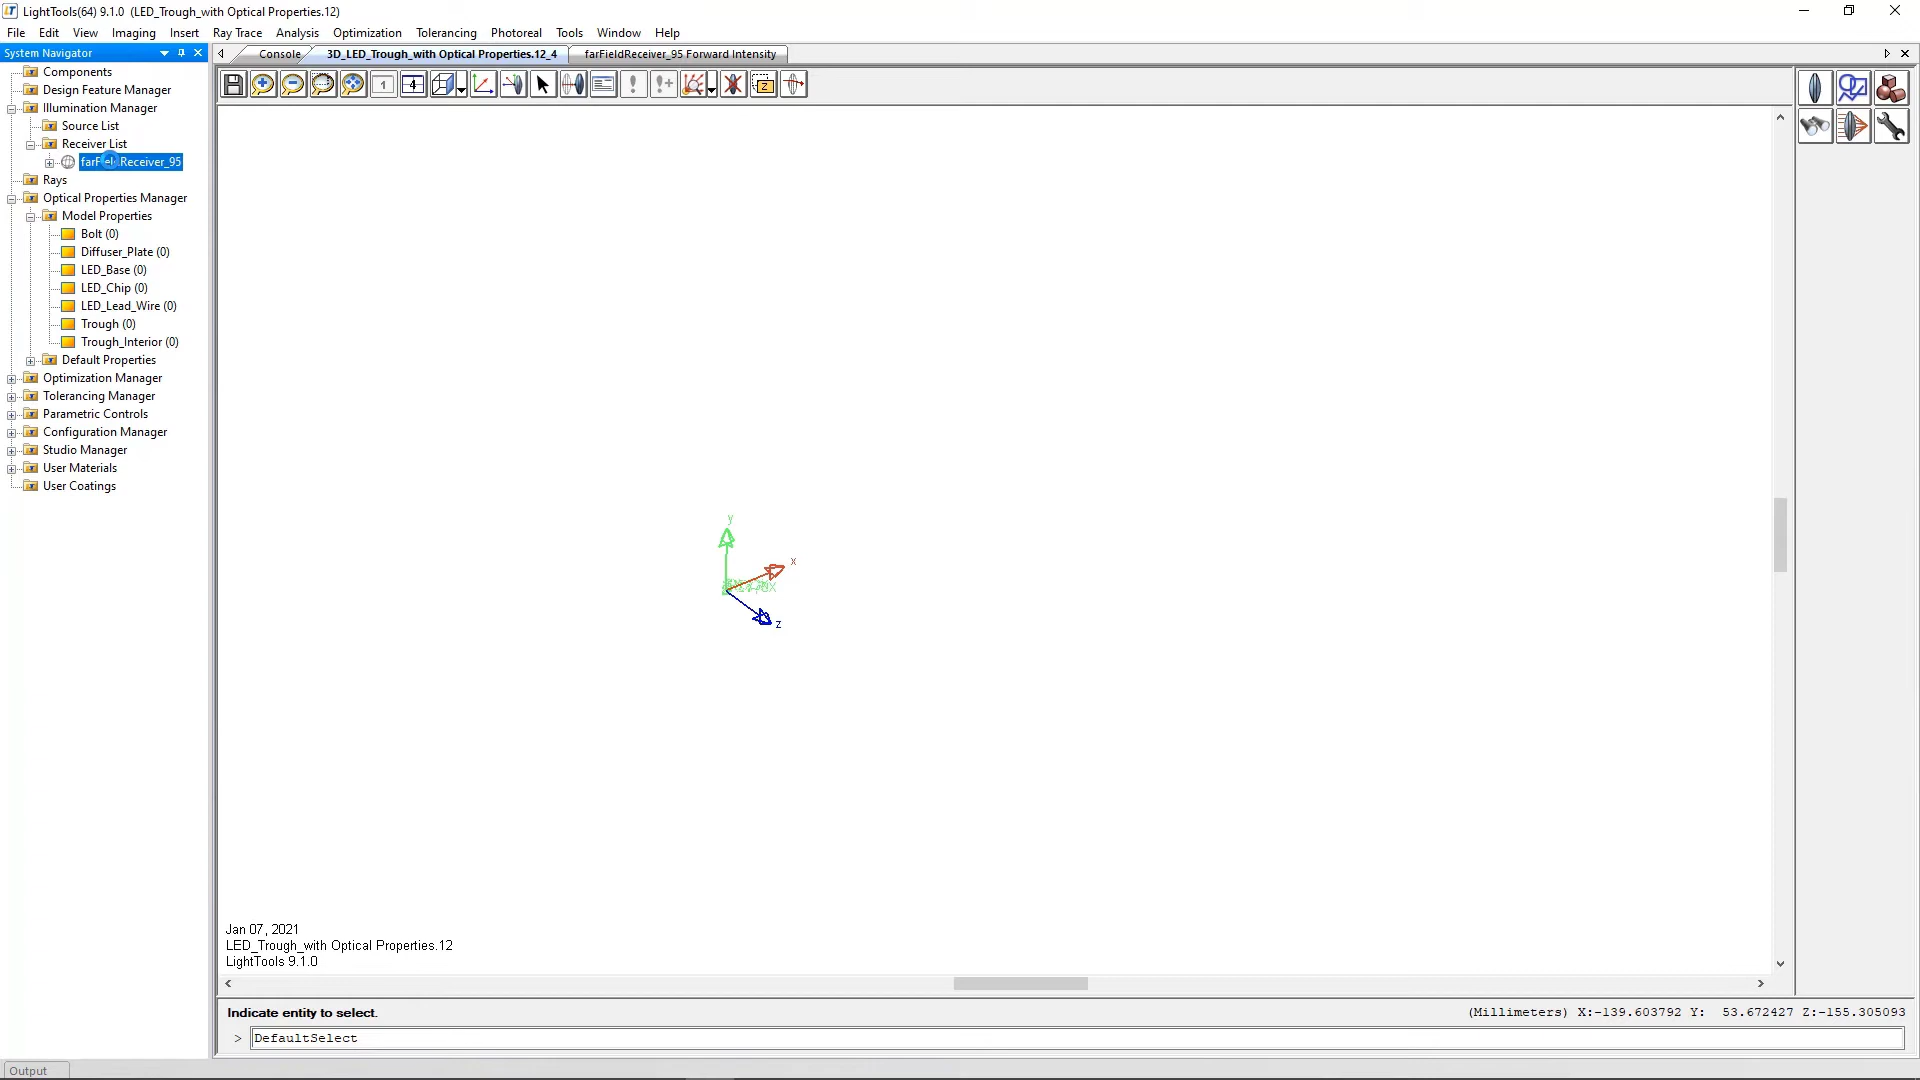 LightTools(64) 9.1.0 (LED_Trough_with Optical Properties.12)
File Edit View Imaging Insert Ray Trace Analysis Optimization Tolerancing Photoreal Tools Window Help
System Navigator
Console 3D_LED_Trough_with Optical Properties.12_4 farFieldReceiver_95 Forward Intensity
Components
Design Feature Manager
Illumination Manager
Source List
Receiver List
farFieldReceiver_95
Rays
Optical Properties Manager
Model Properties
Bolt (0)
Diffuser_Plate (0)
LED_Base (0)
LED_Chip (0)
LED_Lead_Wire (0)
Trough (0)
Trough_Interior (0)
Default Properties
Optimization Manager
Tolerancing Manager
Parametric Controls
Configuration Manager
Studio Manager
User Materials
User Coatings
1
4
Z
y
x
z
Jan 07, 2021
LED_Trough_with Optical Properties.12
LightTools 9.1.0
Indicate entity to select.
(Millimeters) X:-139.603792 Y: 53.672427 Z:-155.305093
> DefaultSelect
Output